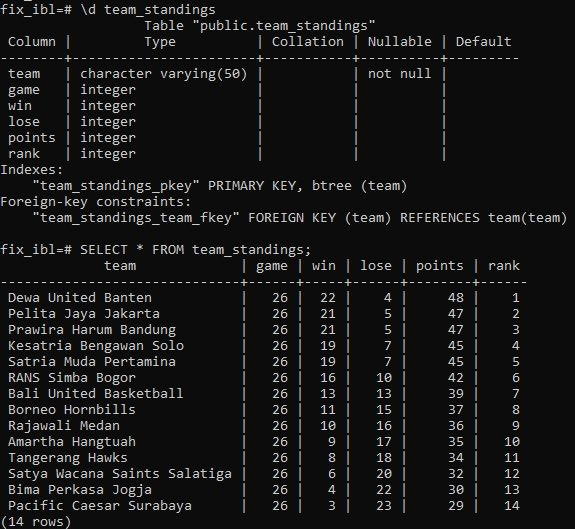 fix_ibl=# \d team_standings
                  Table "public.team_standings"
 Column |         Type          | Collation | Nullable | Default
--------+-----------------------+-----------+----------+---------
 team   | character varying(50) |           | not null |
 game   | integer               |           |          |
 win    | integer               |           |          |
 lose   | integer               |           |          |
 points | integer               |           |          |
 rank   | integer               |           |          |
Indexes:
    "team_standings_pkey" PRIMARY KEY, btree (team)
Foreign-key constraints:
    "team_standings_team_fkey" FOREIGN KEY (team) REFERENCES team(team)
fix_ibl=# SELECT * FROM team_standings;
             team             | game | win | lose | points | rank
------------------------------+------+-----+------+--------+------
 Dewa United Banten           |   26 |  22 |    4 |     48 |    1
 Pelita Jaya Jakarta          |   26 |  21 |    5 |     47 |    2
 Prawira Harum Bandung        |   26 |  21 |    5 |     47 |    3
 Kesatria Bengawan Solo       |   26 |  19 |    7 |     45 |    4
 Satria Muda Pertamina        |   26 |  19 |    7 |     45 |    5
 RANS Simba Bogor             |   26 |  16 |   10 |     42 |    6
 Bali United Basketball       |   26 |  13 |   13 |     39 |    7
 Borneo Hornbills             |   26 |  11 |   15 |     37 |    8
 Rajawali Medan               |   26 |  10 |   16 |     36 |    9
 Amartha Hangtuah             |   26 |   9 |   17 |     35 |   10
 Tangerang Hawks              |   26 |   8 |   18 |     34 |   11
 Satya Wacana Saints Salatiga |   26 |   6 |   20 |     32 |   12
 Bima Perkasa Jogja           |   26 |   4 |   22 |     30 |   13
 Pacific Caesar Surabaya      |   26 |   3 |   23 |     29 |   14
(14 rows)